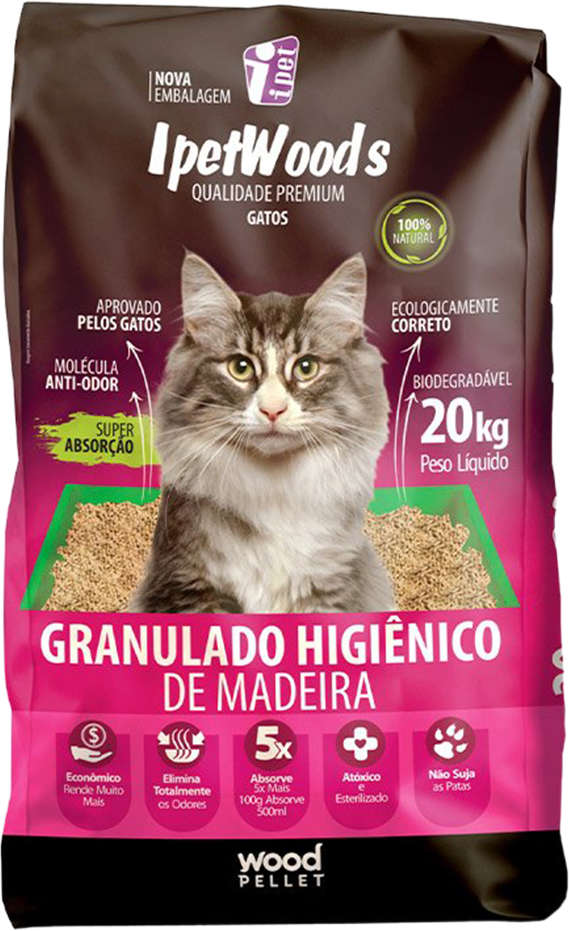 NOVA
EMBALAGEM
ipet
IpetWoods
QUALIDADE PREMIUM
GATOS
100%
NATURAL
APROVADO
PELOS GATOS
MOLÉCULA
ANTI-ODOR
SUPER
ABSORÇÃO
ECOLOGICAMENTE
CORRETO
BIODEGRADÁVEL
20kg
Peso Líquido
GRANULADO HIGIÊNICO
DE MADEIRA
Econômico
Rende Muito
Mais
Elimina
Totalmente
os Odores
5x
Absorve
5x Mais
100g Absorve
500ml
Atóxico
e
Esterilizado
Não Suja
as Patas
wood
PELLET